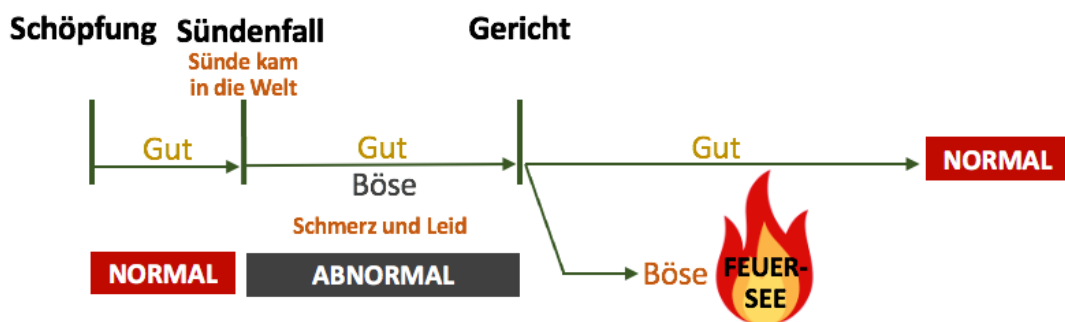 Schöpfung
Sündenfall
Gericht
Sünde kam
in die Welt
Gut
Gut
Gut
NORMAL
Böse
Schmerz und Leid
NORMAL
ABNORMAL
Böse
FEUER-
SEE